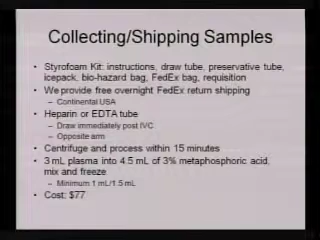 Collecting/Shipping Samples
• Styrofoam Kit: instructions, draw tube, preservative tube,
icepack, bio-hazard bag, FedEx bag, requisition
• We provide free overnight FedEx return shipping
– Continental USA
• Heparin or EDTA tube
– Draw immediately post IVC
– Opposite arm
• Centrifuge and process within 15 minutes
• 3 mL plasma into 4.5 mL of 3% metaphosphoric acid,
mix and freeze
– Minimum 1 mL/1.5 mL
• Cost: $77